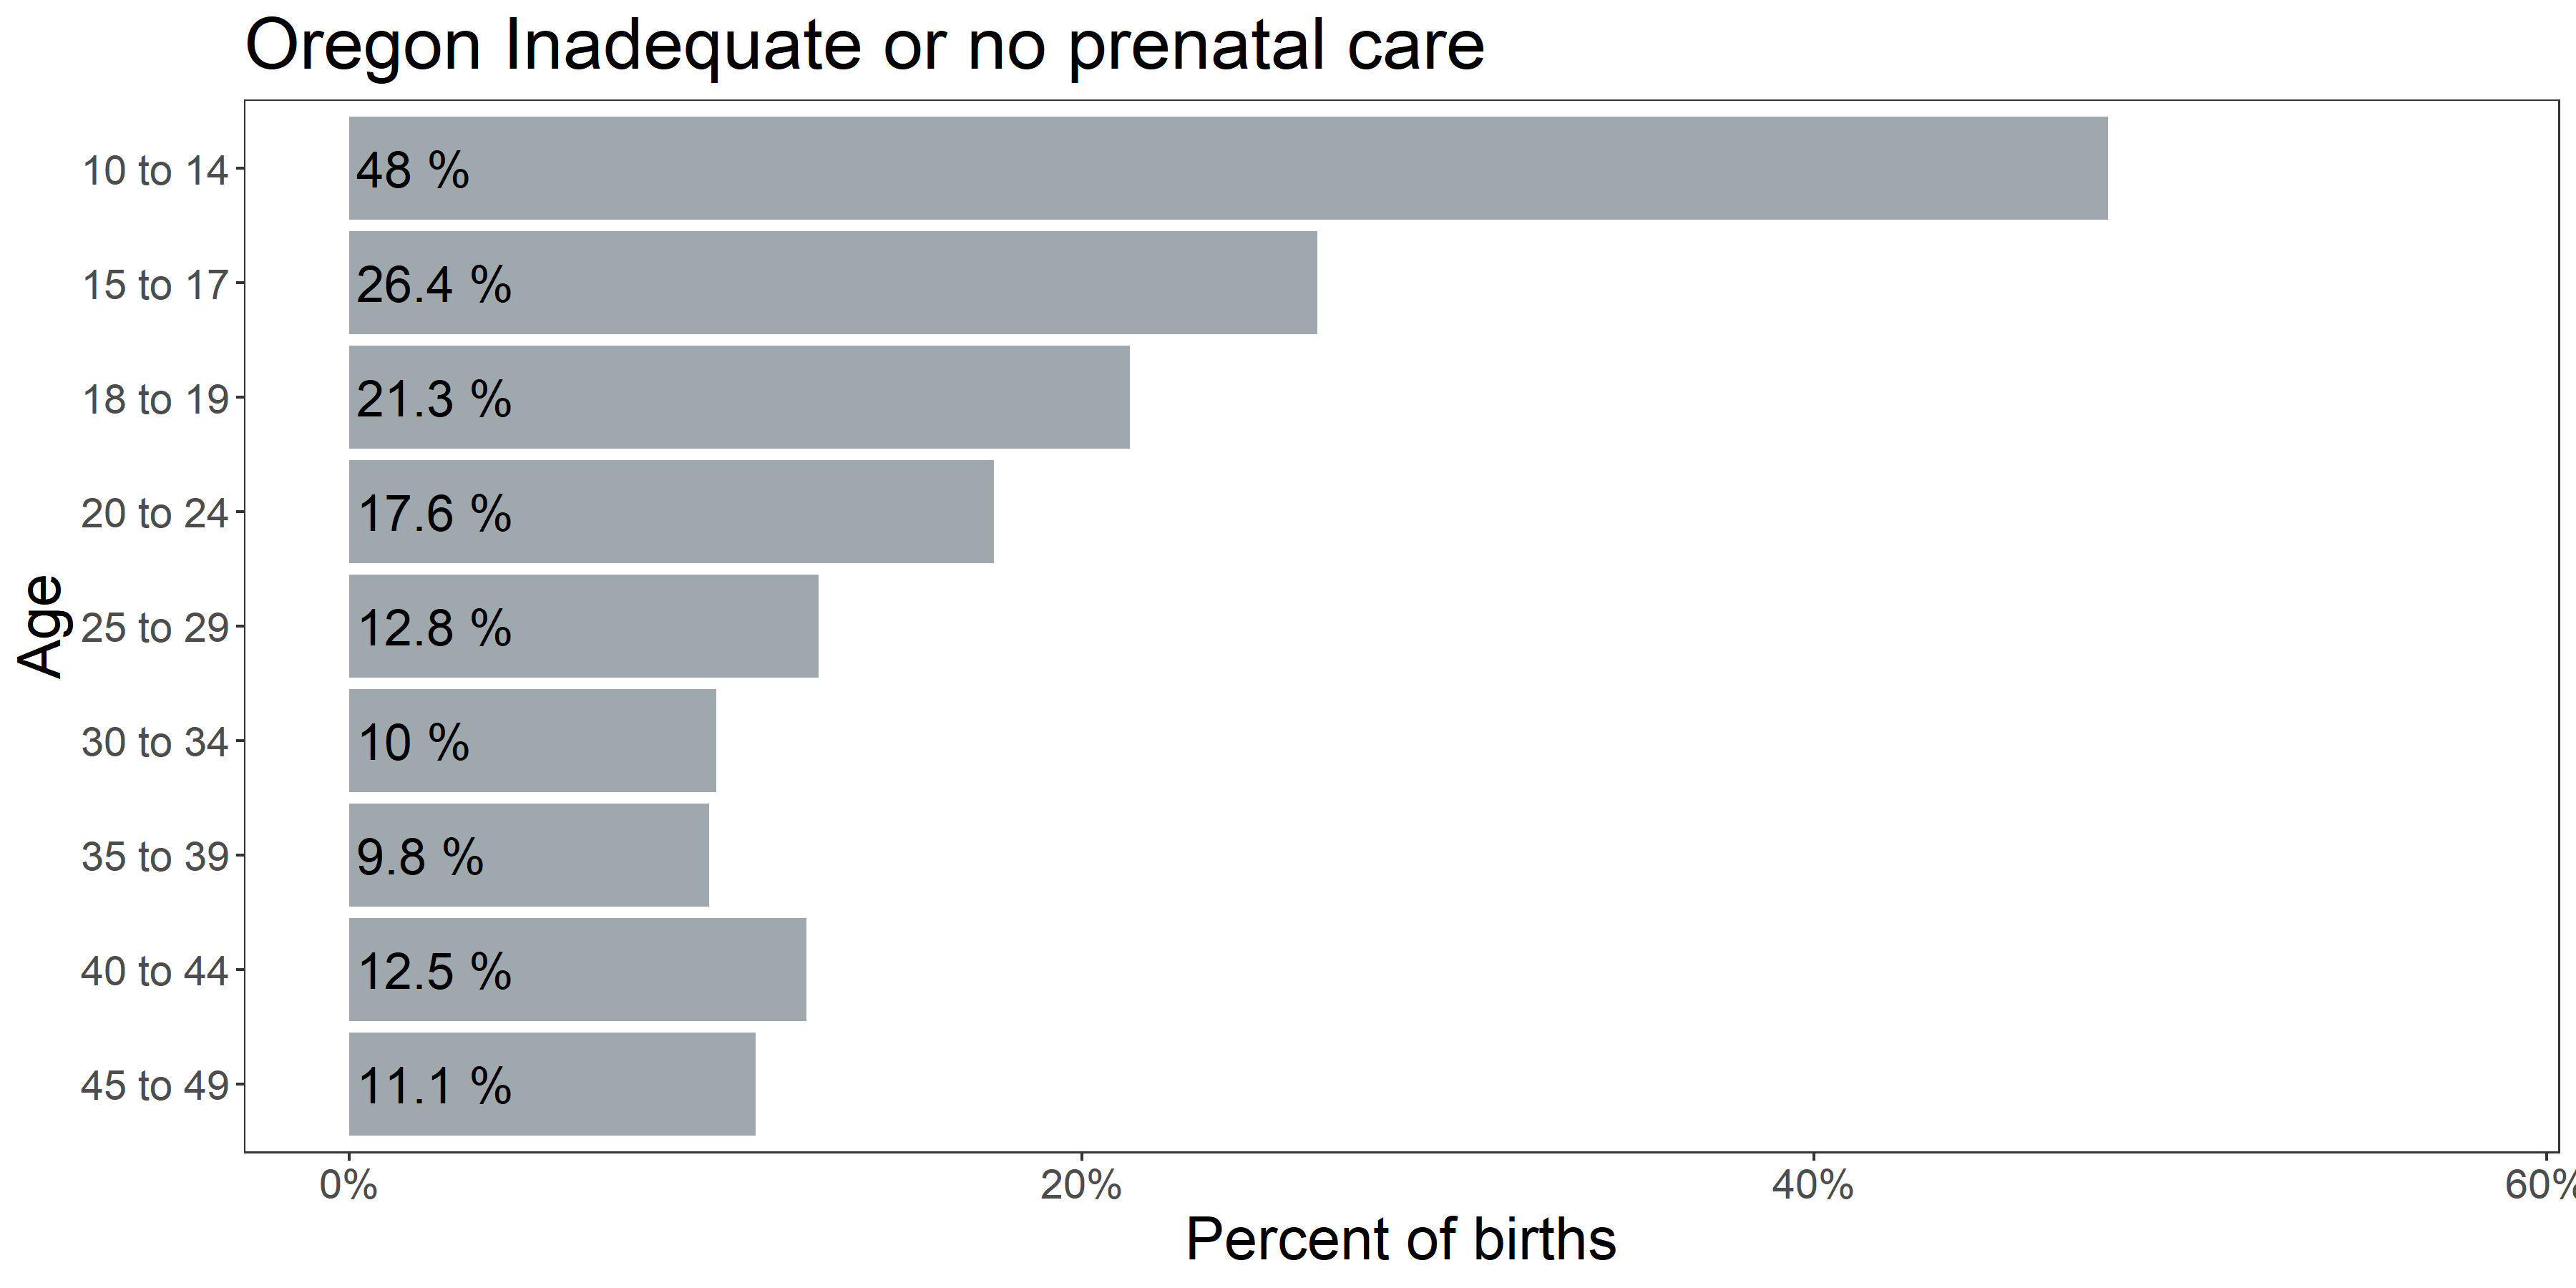 Oregon Inadequate or no prenatal care
Age
10 to 14 48 %
15 to 17 26.4 %
18 to 19 21.3 %
20 to 24 17.6 %
25 to 29 12.8 %
30 to 34 10 %
35 to 39 9.8 %
40 to 44 12.5 %
45 to 49 11.1 %
0% 20% 40% 60%
Percent of births